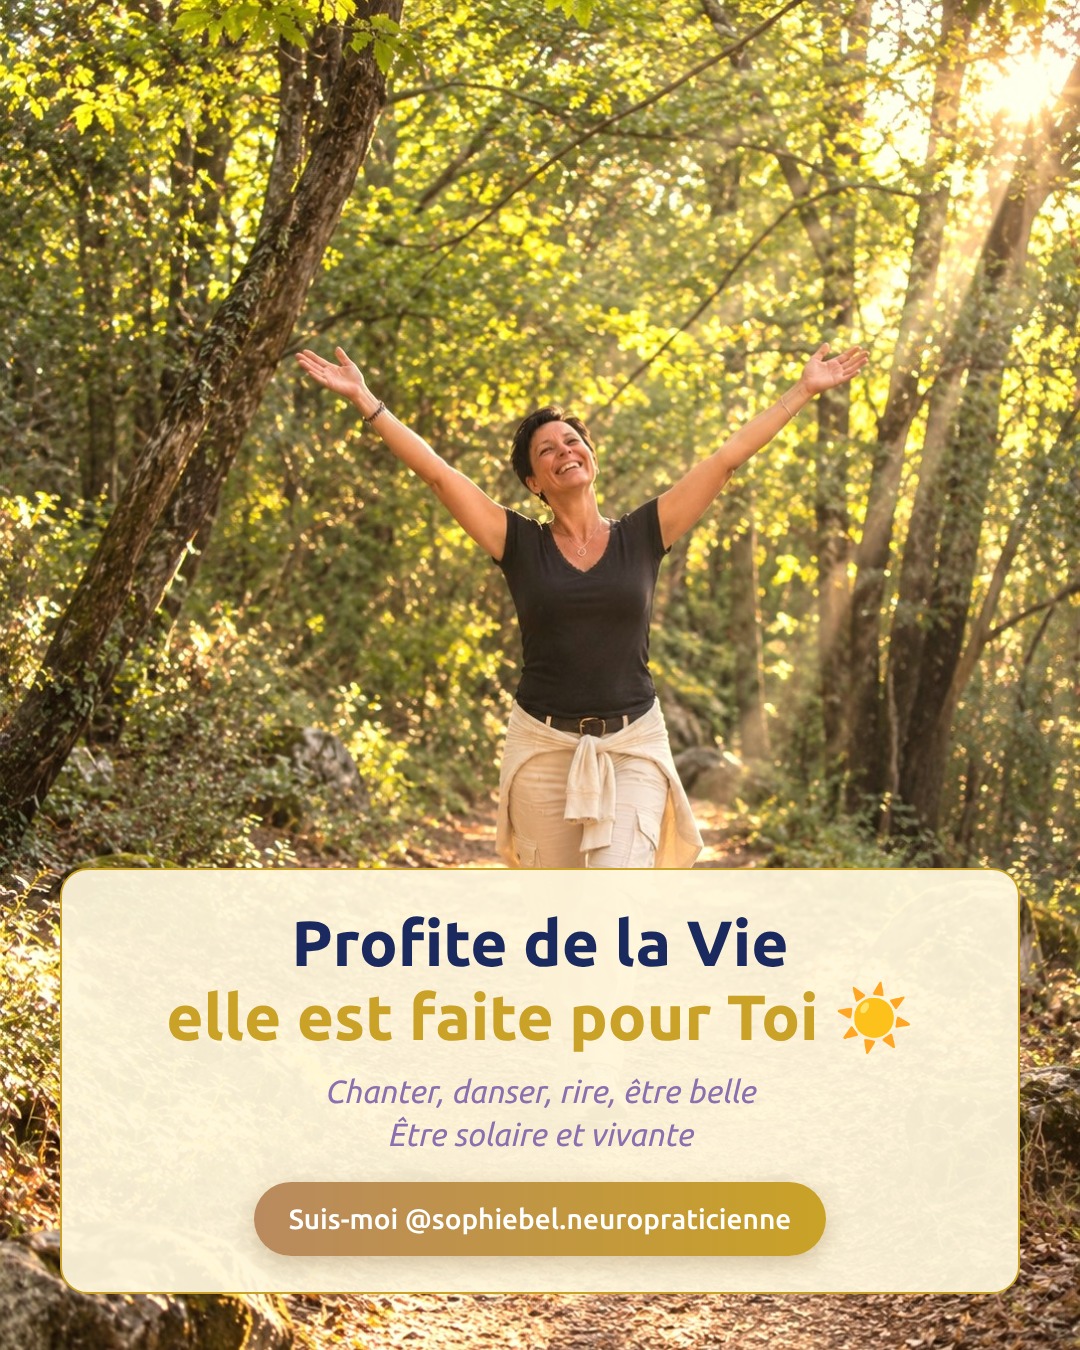 Profite de la Vie
elle est faite pour Toi ☀️
Chanter, danser, rire, être belle
Être solaire et vivante
Suis-moi @sophiebel.neuropraticienne